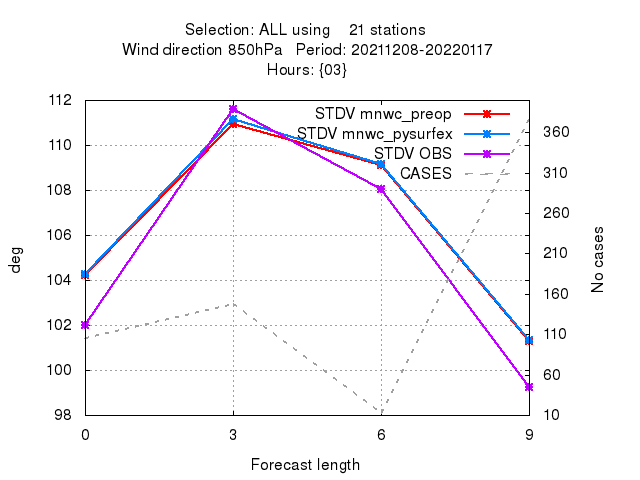 Selection: ALL using    21 stations
Wind direction 850hPa   Period: 20211208-20220117
Hours: {03}
STDV mnwc_preop
STDV mnwc_pysurfex
STDV OBS
CASES
deg
112
110
108
106
104
102
100
98
No cases
360
310
260
210
160
110
60
10
0 3 6 9
Forecast length